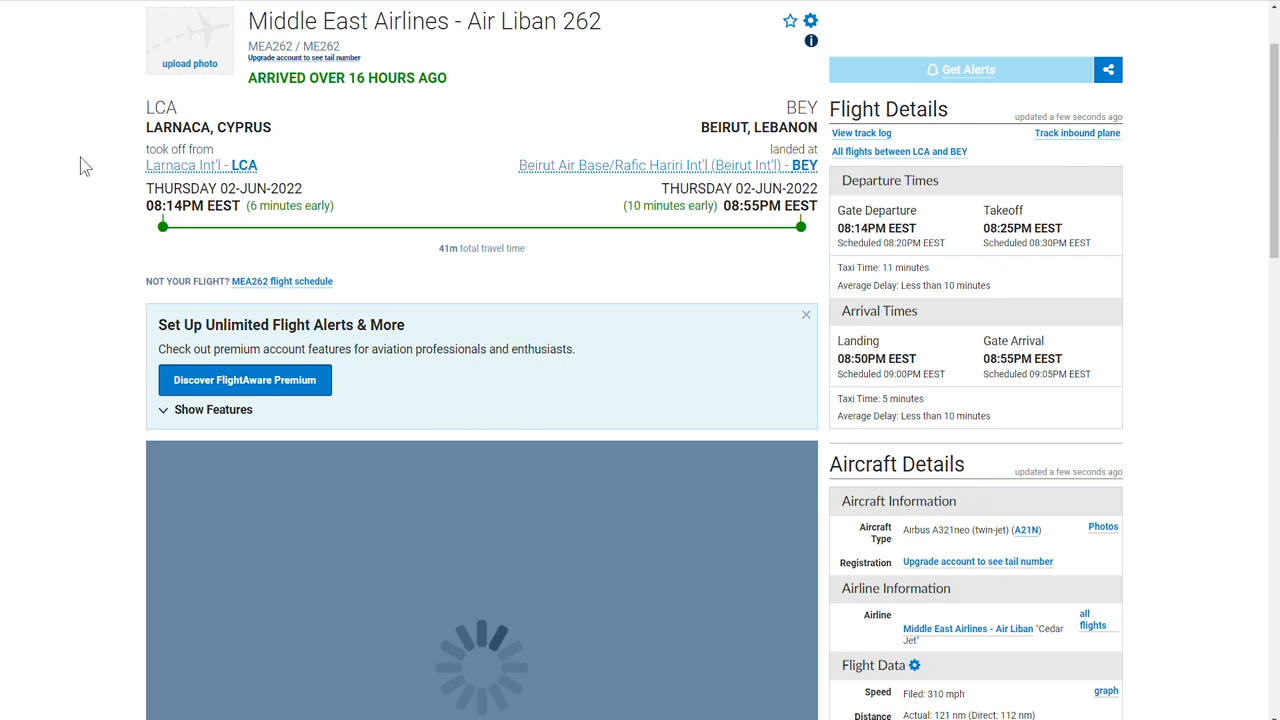 Middle East Airlines - Air Liban 262
MEA262 / ME262
Upgrade account to see tail number
upload photo
ARRIVED OVER 16 HOURS AGO
Get Alerts
LCA
BEY
LARNACA, CYPRUS
BEIRUT, LEBANON
took off from
landed at
Larnaca Int'l - LCA
Beirut Air Base/Rafic Hariri Int'l (Beirut Int'l) - BEY
THURSDAY 02-JUN-2022
THURSDAY 02-JUN-2022
08:14PM EEST (6 minutes early)
(10 minutes early) 08:55PM EEST
41m total travel time
NOT YOUR FLIGHT? MEA262 flight schedule
Set Up Unlimited Flight Alerts & More
Check out premium account features for aviation professionals and enthusiasts.
Discover FlightAware Premium
Show Features
Flight Details
updated a few seconds ago
View track log
Track inbound plane
All flights between LCA and BEY
Departure Times
Gate Departure
Takeoff
08:14PM EEST
08:25PM EEST
Scheduled 08:20PM EEST
Scheduled 08:30PM EEST
Taxi Time: 11 minutes
Average Delay: Less than 10 minutes
Arrival Times
Landing
Gate Arrival
08:50PM EEST
08:55PM EEST
Scheduled 09:00PM EEST
Scheduled 09:05PM EEST
Taxi Time: 5 minutes
Average Delay: Less than 10 minutes
Aircraft Details
updated a few seconds ago
Aircraft Information
Aircraft
Type
Airbus A321neo (twin-jet) (A21N)
Photos
Registration
Upgrade account to see tail number
Airline Information
Airline
Middle East Airlines - Air Liban "Cedar
Jet"
all
flights
Flight Data
Speed
Filed: 310 mph
graph
Distance
Actual: 121 nm (Direct: 112 nm)